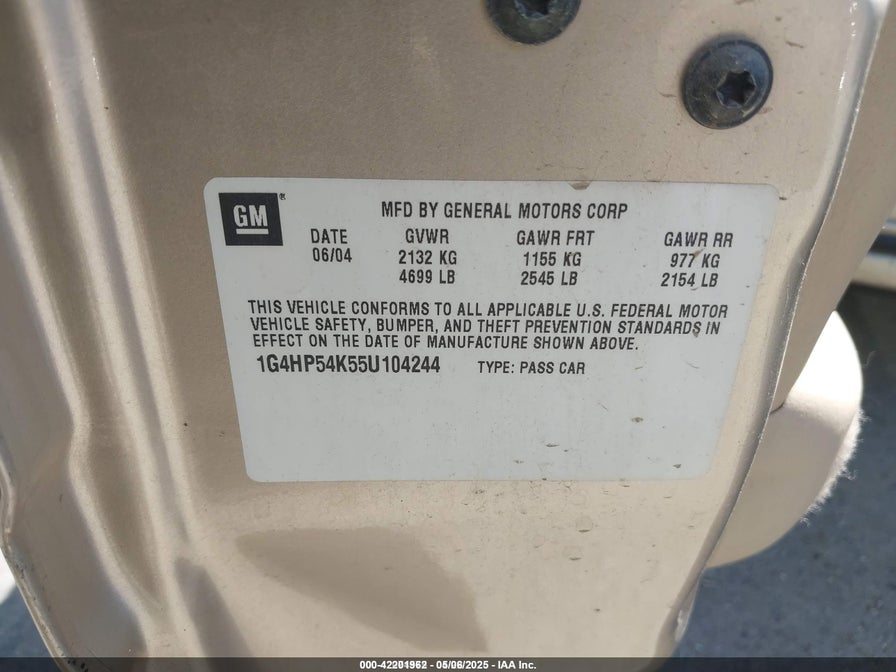 GM ®
MFD BY GENERAL MOTORS CORP
DATE GVWR GAWR FRT GAWR RR
06/04 2132 KG 1155 KG 977 KG
4699 LB 2545 LB 2154 LB
THIS VEHICLE CONFORMS TO ALL APPLICABLE U.S. FEDERAL MOTOR
VEHICLE SAFETY, BUMPER, AND THEFT PREVENTION STANDARDS IN
EFFECT ON THE DATE OF MANUFACTURE SHOWN ABOVE.
1G4HP54K55U104244 TYPE: PASS CAR
000-42201962 - 05/06/2025 - IAA Inc.